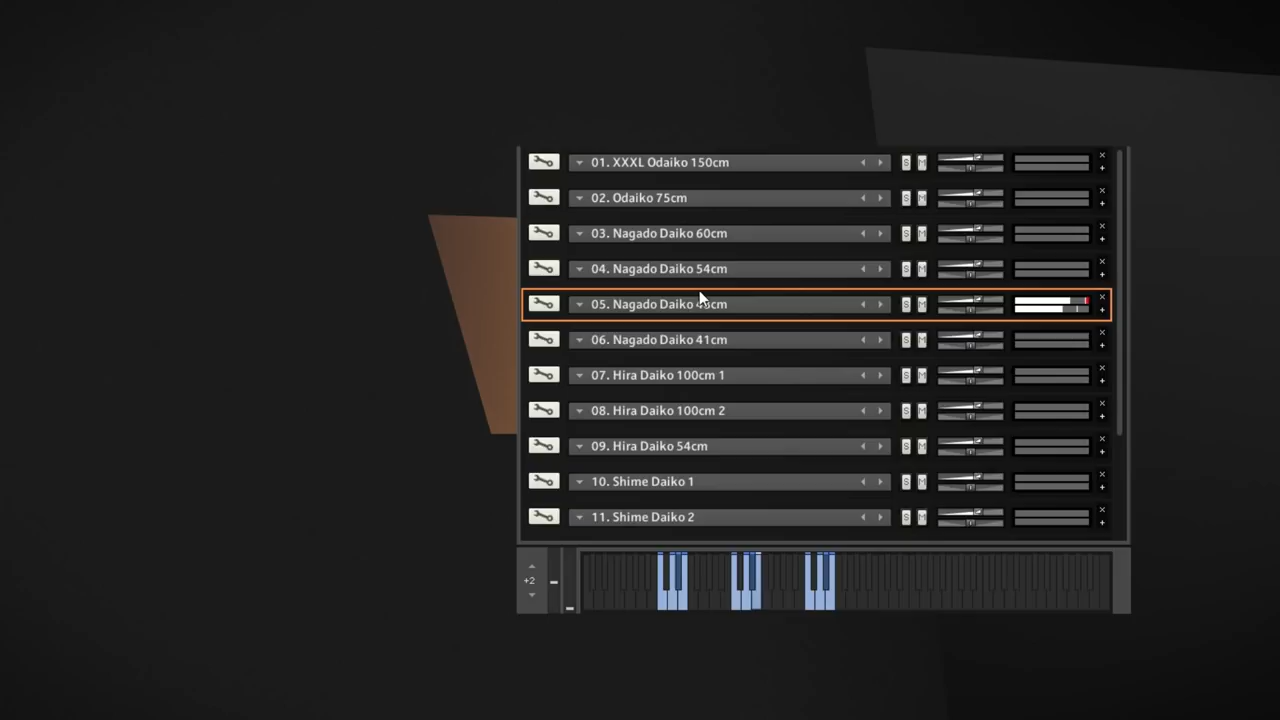 01. XXXL Odaiko 150cm
S M
02. Odaiko 75cm
S M
03. Nagado Daiko 60cm
S M
04. Nagado Daiko 54cm
S M
05. Nagado Daiko
S M
06. Nagado Daiko 41cm
S M
07. Hira Daiko 100cm 1
S M
08. Hira Daiko 100cm 2
S M
09. Hira Daiko 54cm
S M
10. Shime Daiko 1
S M
11. Shime Daiko 2
S M
+2